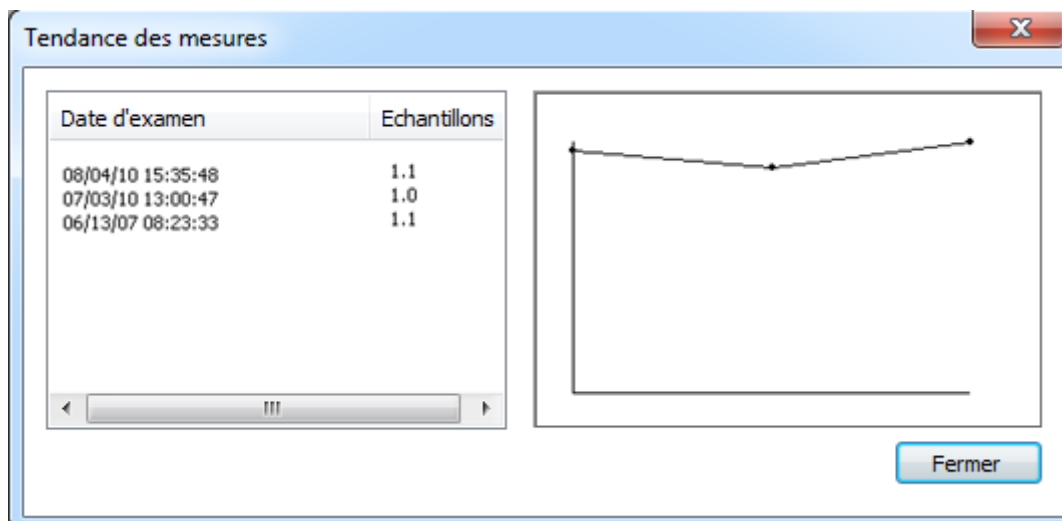 Tendance des mesures
Date d'examen Echantillons
08/04/10 15:35:48 1.1
07/03/10 13:00:47 1.0
06/13/07 08:23:33 1.1
Fermer